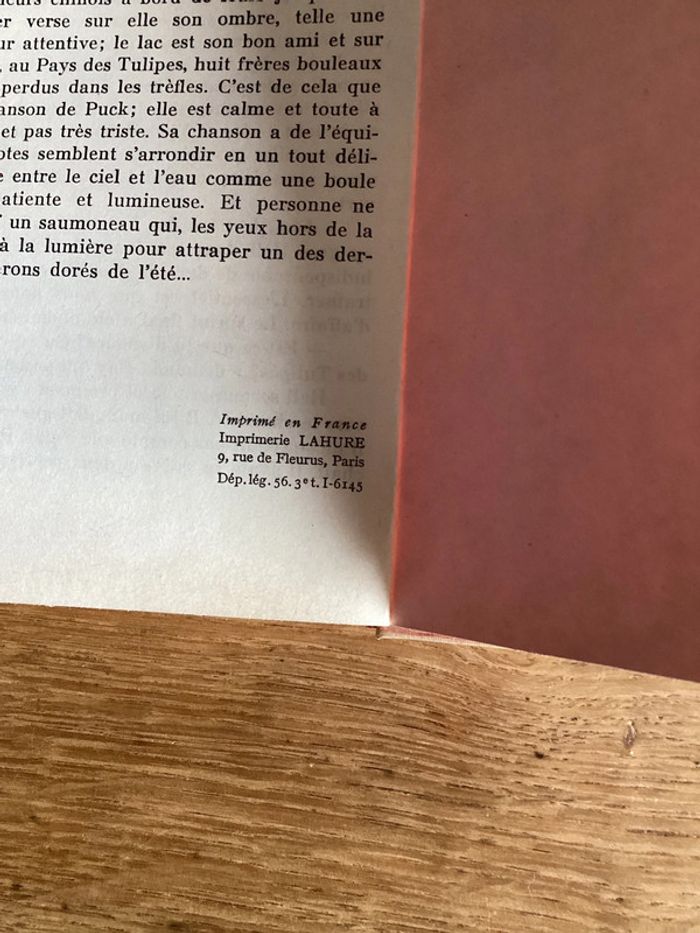 er verse sur elle son ombre, telle une
ur attentive; le lac est son bon ami et sur
, au Pays des Tulipes, huit frères bouleaux
perdus dans les trèfles. C'est de cela que
anson de Puck; elle est calme et toute à
et pas très triste. Sa chanson a de l'équi-
otes semblent s'arrondir en un tout déli-
e entre le ciel et l'eau comme une boule
atiente et lumineuse. Et personne ne
un saumoneau qui, les yeux hors de la
à la lumière pour attraper un des der-
rons dorés de l'été...
Imprimé en France
Imprimerie LAHURE
9, rue de Fleurus, Paris
Dép. lég. 56. 3e t. I-6145